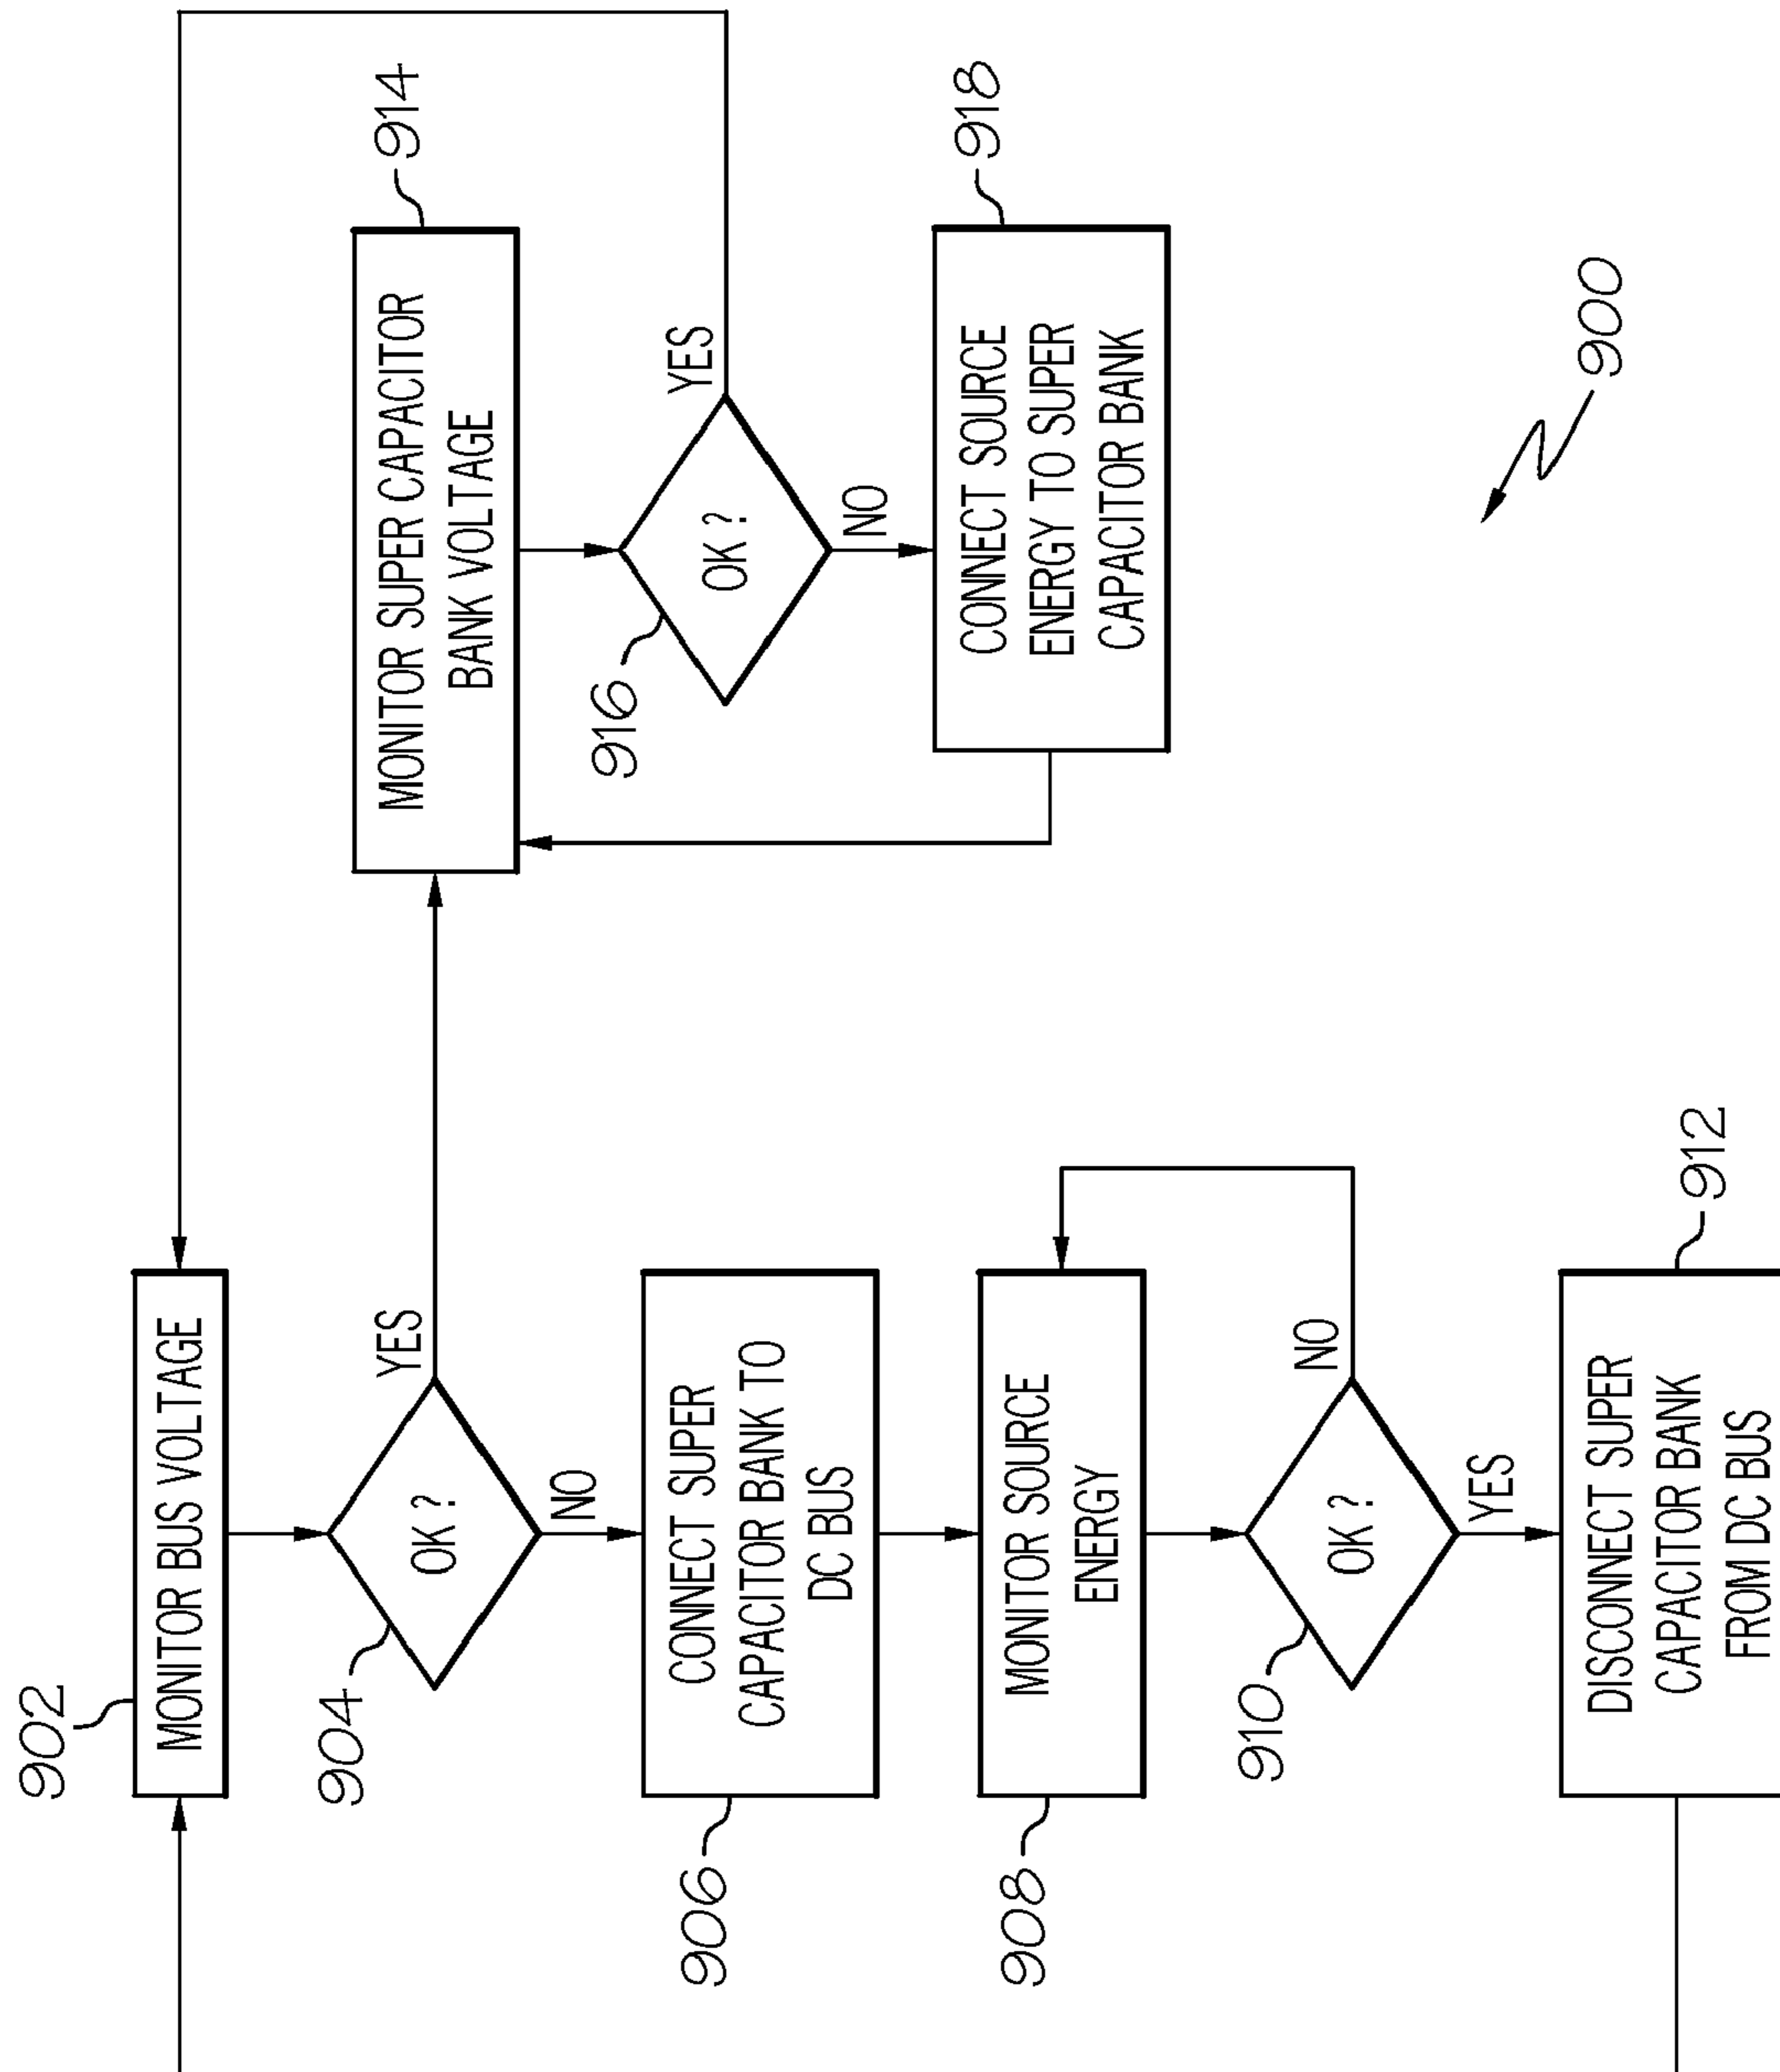 902
MONITOR BUS VOLTAGE
904
OK ?
YES
NO
906
CONNECT SUPER
CAPACITOR BANK TO
DC BUS
908
MONITOR SOURCE
ENERGY
910
OK ?
NO
YES
912
DISCONNECT SUPER
CAPACITOR BANK
FROM DC BUS
914
MONITOR SUPER CAPACITOR
BANK VOLTAGE
916
OK ?
YES
NO
918
CONNECT SOURCE
ENERGY TO SUPER
CAPACITOR BANK
900